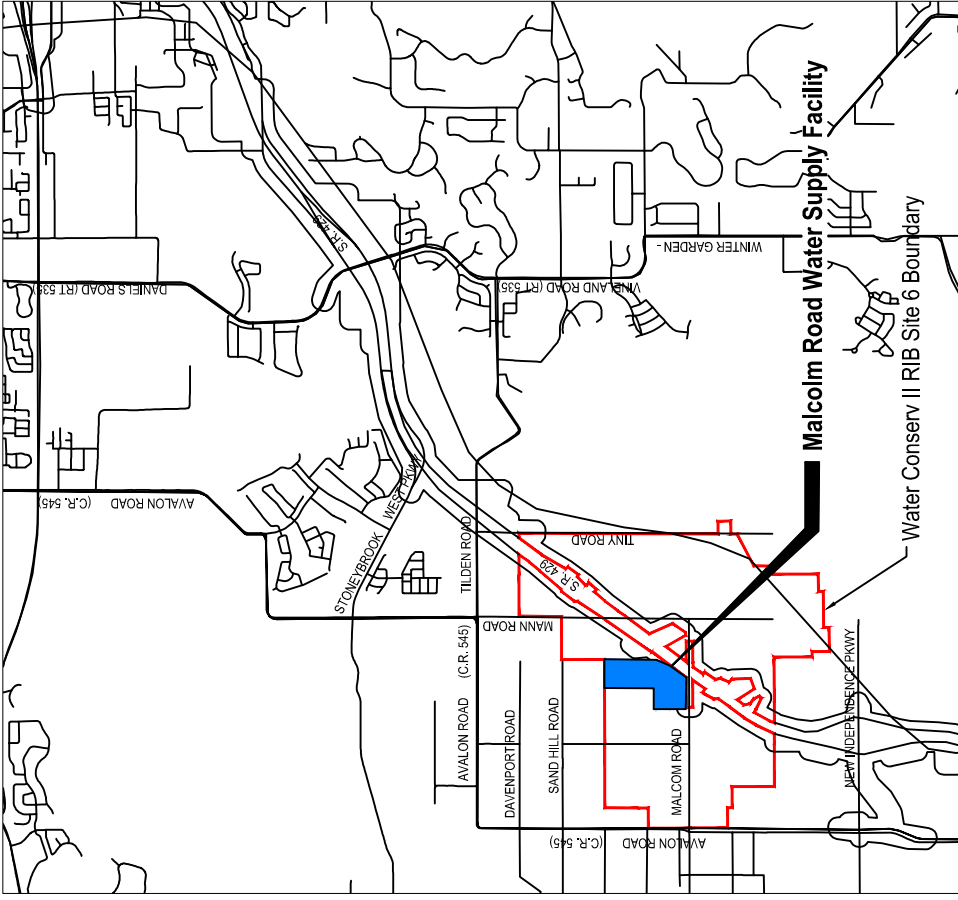 S.R. 429
DANIELS ROAD (RT 535)
VINELAND ROAD (RT 535)
WINTER GARDEN -
AVALON ROAD (C.R. 545)
STONEYBROOK WEST PKWY
TILDEN ROAD
TINY ROAD
S.R. 429
MANN ROAD
AVALON ROAD (C.R. 545)
DAVENPORT ROAD
SAND HILL ROAD
MALCOM ROAD
NEW INDEPENDENCE PKWY
AVALON ROAD (C.R. 545)
Malcolm Road Water Supply Facility
Water Conserv II RIB Site 6 Boundary